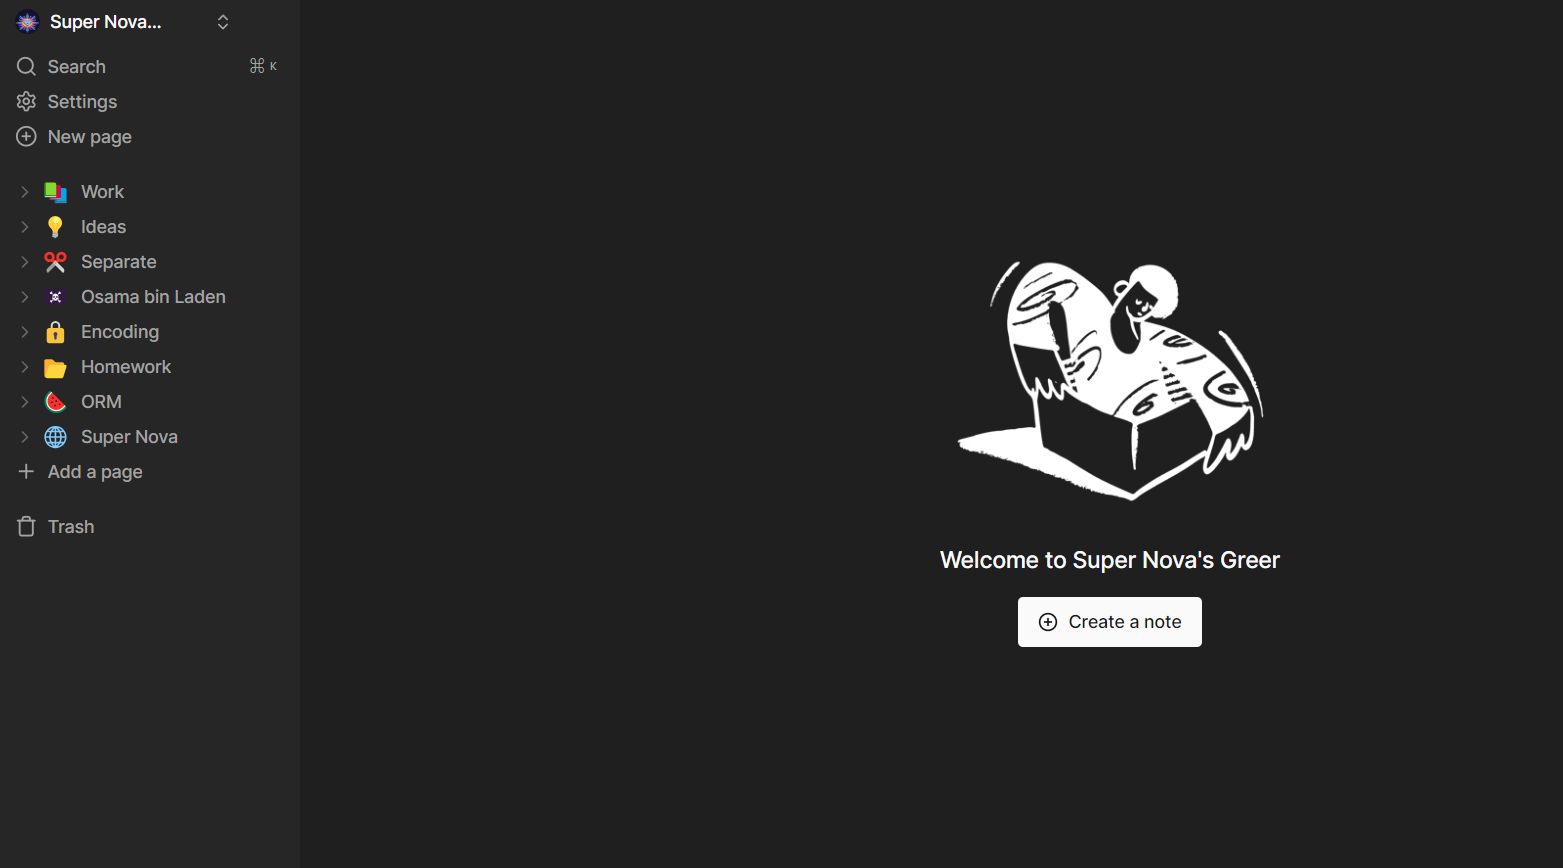 Super Nova...
Search ⌘ K
Settings
New page
Work
Ideas
Separate
Osama bin Laden
Encoding
Homework
ORM
Super Nova
Add a page
Trash
Welcome to Super Nova's Greer
Create a note